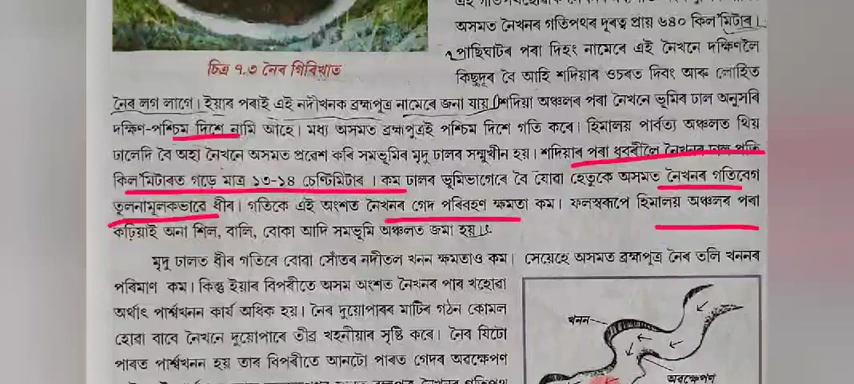 অসমত নৈখনৰ গতিপথৰ দূৰত্ব প্ৰায় ৬৪০ কিল'মিটাৰ।
পাছিঘাটৰ পৰা দিহং নামেৰে এই নৈখনে দক্ষিণলৈ
চিত্ৰ ৭.৩ নৈৰ গিৰিখাত
কিছুদূৰ বৈ আহি শদিয়াৰ ওচৰত দিবং আৰু লোহিত
নৈৰ লগ লাগে। ইয়াৰ পৰাই এই নদীখনক ব্ৰহ্মপুত্ৰ নামেৰে জনা যায়। শদিয়া অঞ্চলৰ পৰা নৈখনে ভূমিৰ ঢাল অনুসৰি
দক্ষিণ-পশ্চিম দিশে নামি আহে। মধ্য অসমত ব্ৰহ্মপুত্ৰই পশ্চিম দিশে গতি কৰে। হিমালয় পাৰ্বত্য অঞ্চলত থিয়
ঢালেদি বৈ অহা নৈখনে অসমত প্ৰৱেশ কৰি সমভূমিৰ মৃদু ঢালৰ সন্মুখীন হয়। শদিয়াৰ পৰা ধুবৰীলৈ নৈখনৰ ঢাল প্ৰতি
কিল'মিটাৰত গড়ে মাত্ৰ ১৩-১৪ চেণ্টিমিটাৰ। কম ঢালৰ ভূমিভাগেৰে বৈ যোৱা হেতুকে অসমত নৈখনৰ গতিবেগ
তুলনামূলকভাৱে ধীৰ। গতিকে এই অংশত নৈখনৰ গেদ পৰিবহণ ক্ষমতা কম। ফলস্বৰূপে হিমালয় অঞ্চলৰ পৰা
কঢ়িয়াই অনা শিল, বালি, বোকা আদি সমভূমি অঞ্চলত জমা হয়।
মৃদু ঢালত ধীৰ গতিৰে বোৱা সোঁতৰ নদীতল খনন ক্ষমতাও কম। সেয়েহে অসমত ব্ৰহ্মপুত্ৰ নৈৰ তলি খননৰ
পৰিমাণ কম। কিন্তু ইয়াৰ বিপৰীতে অসম অংশত নৈখনৰ পাৰ খহোৱা
অৰ্থাৎ পাৰ্শ্বখনন কাৰ্য অধিক হয়। নৈৰ দুয়োপাৰৰ মাটিৰ গঠন কোমল
হোৱা বাবে নৈখনে দুয়োপাৰে তীব্ৰ খহনীয়াৰ সৃষ্টি কৰে। নৈৰ যিটো
পাৰত পাৰ্শ্বখনন হয় তাৰ বিপৰীতে আনটো পাৰত গেদৰ অৱক্ষেপণ
খনন
অৱক্ষেপণ